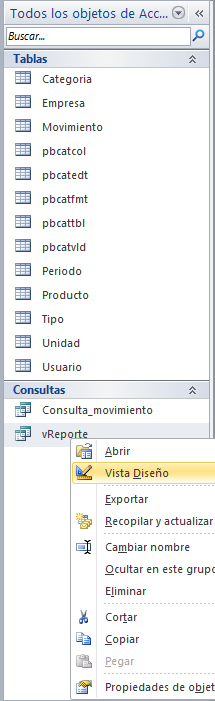 Todos los objetos de Acc...
Buscar...
Tablas
Categoria
Empresa
Movimiento
pbcatcol
pbcatedt
pbcatfmt
pbcattbl
pbcatvld
Periodo
Producto
Tipo
Unidad
Usuario
Consultas
Consulta_movimiento
vReporte
Abrir
Vista Diseño
Exportar
Recopilar y actualizar
Cambiar nombre
Ocultar en este grupo
Eliminar
Cortar
Copiar
Pegar
Propiedades de objet